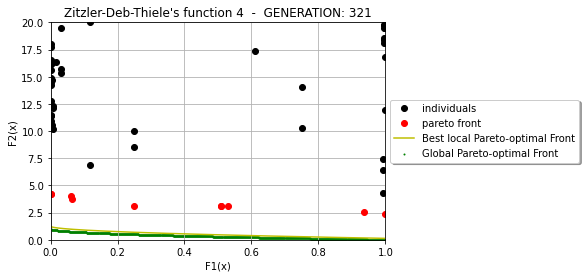 Zitzler-Deb-Thiele's function 4  -  GENERATION: 321
20.0
17.5
15.0
12.5
10.0
7.5
5.0
2.5
0.0
F2(x)
0.0 0.2 0.4 0.6 0.8 1.0
F1(x)
individuals
pareto front
Best local Pareto-optimal Front
Global Pareto-optimal Front